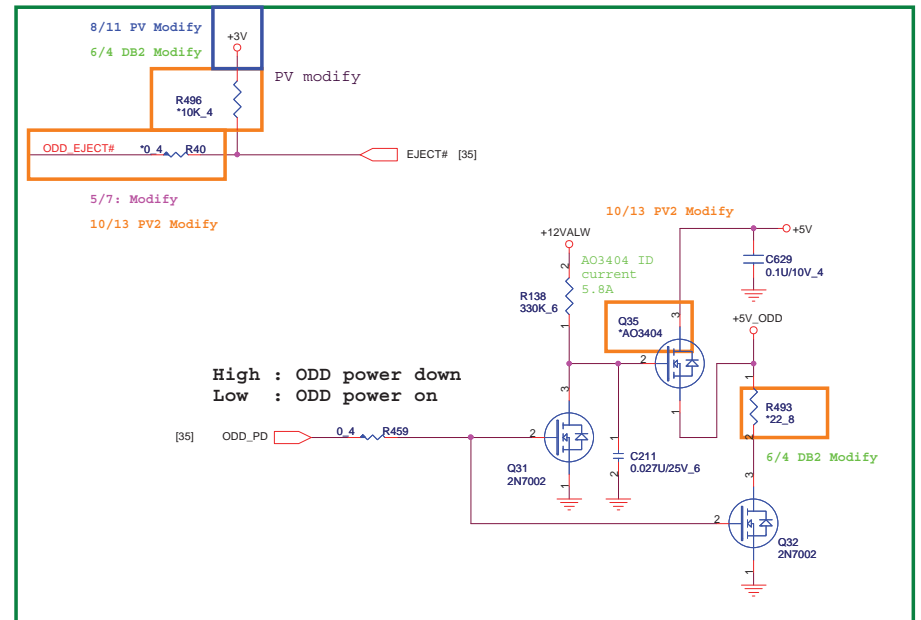 8/11 PV Modify
+3V
6/4 DB2 Modify
PV modify
R496
*10K_4
ODD_EJECT#
*0_4
R40
EJECT# [35]
5/7: Modify
10/13 PV2 Modify
10/13 PV2 Modify
+12VALW
+5V
AO3404 ID
current
5.8A
C629
0.1U/10V_4
2
R138
330K_6
1
Q35
*AO3404
3
2
1
+5V_ODD
High : ODD power down
Low : ODD power on
1
R493
*22_8
2
[35] ODD_PD
0_4
R459
3
2
1
Q31
2N7002
1
C211
0.027U/25V_6
2
6/4 DB2 Modify
3
2
Q32
2N7002
1